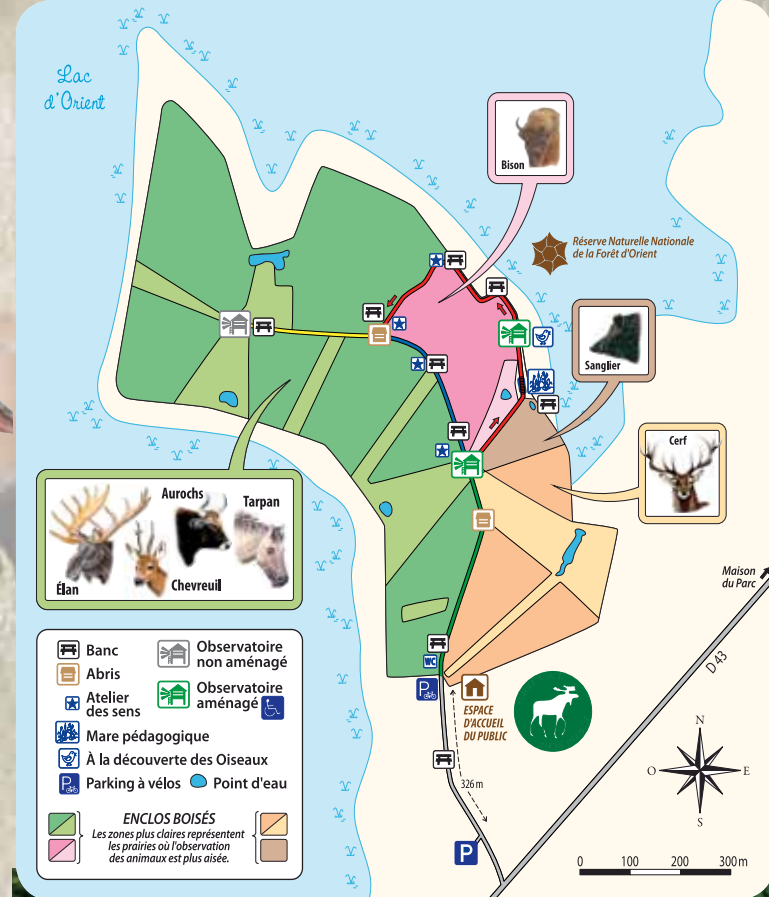 Lac
d'Orient
Bison
Réserve Naturelle Nationale
de la Forêt d'Orient
Sanglier
Cerf
Aurochs
Tarpan
Élan
Chevreuil
Maison
du Parc
D 43
WC
P
ESPACE
D'ACCUEIL
DU PUBLIC
326 m
P
N
O
E
S
0 100 200 300 m
Banc
Abris
Atelier
des sens
Observatoire
non aménagé
Observatoire
aménagé
Mare pédagogique
À la découverte des Oiseaux
P
Parking à vélos
Point d'eau
ENCLOS BOISÉS
Les zones plus claires représentent
les prairies où l'observation
des animaux est plus aisée.